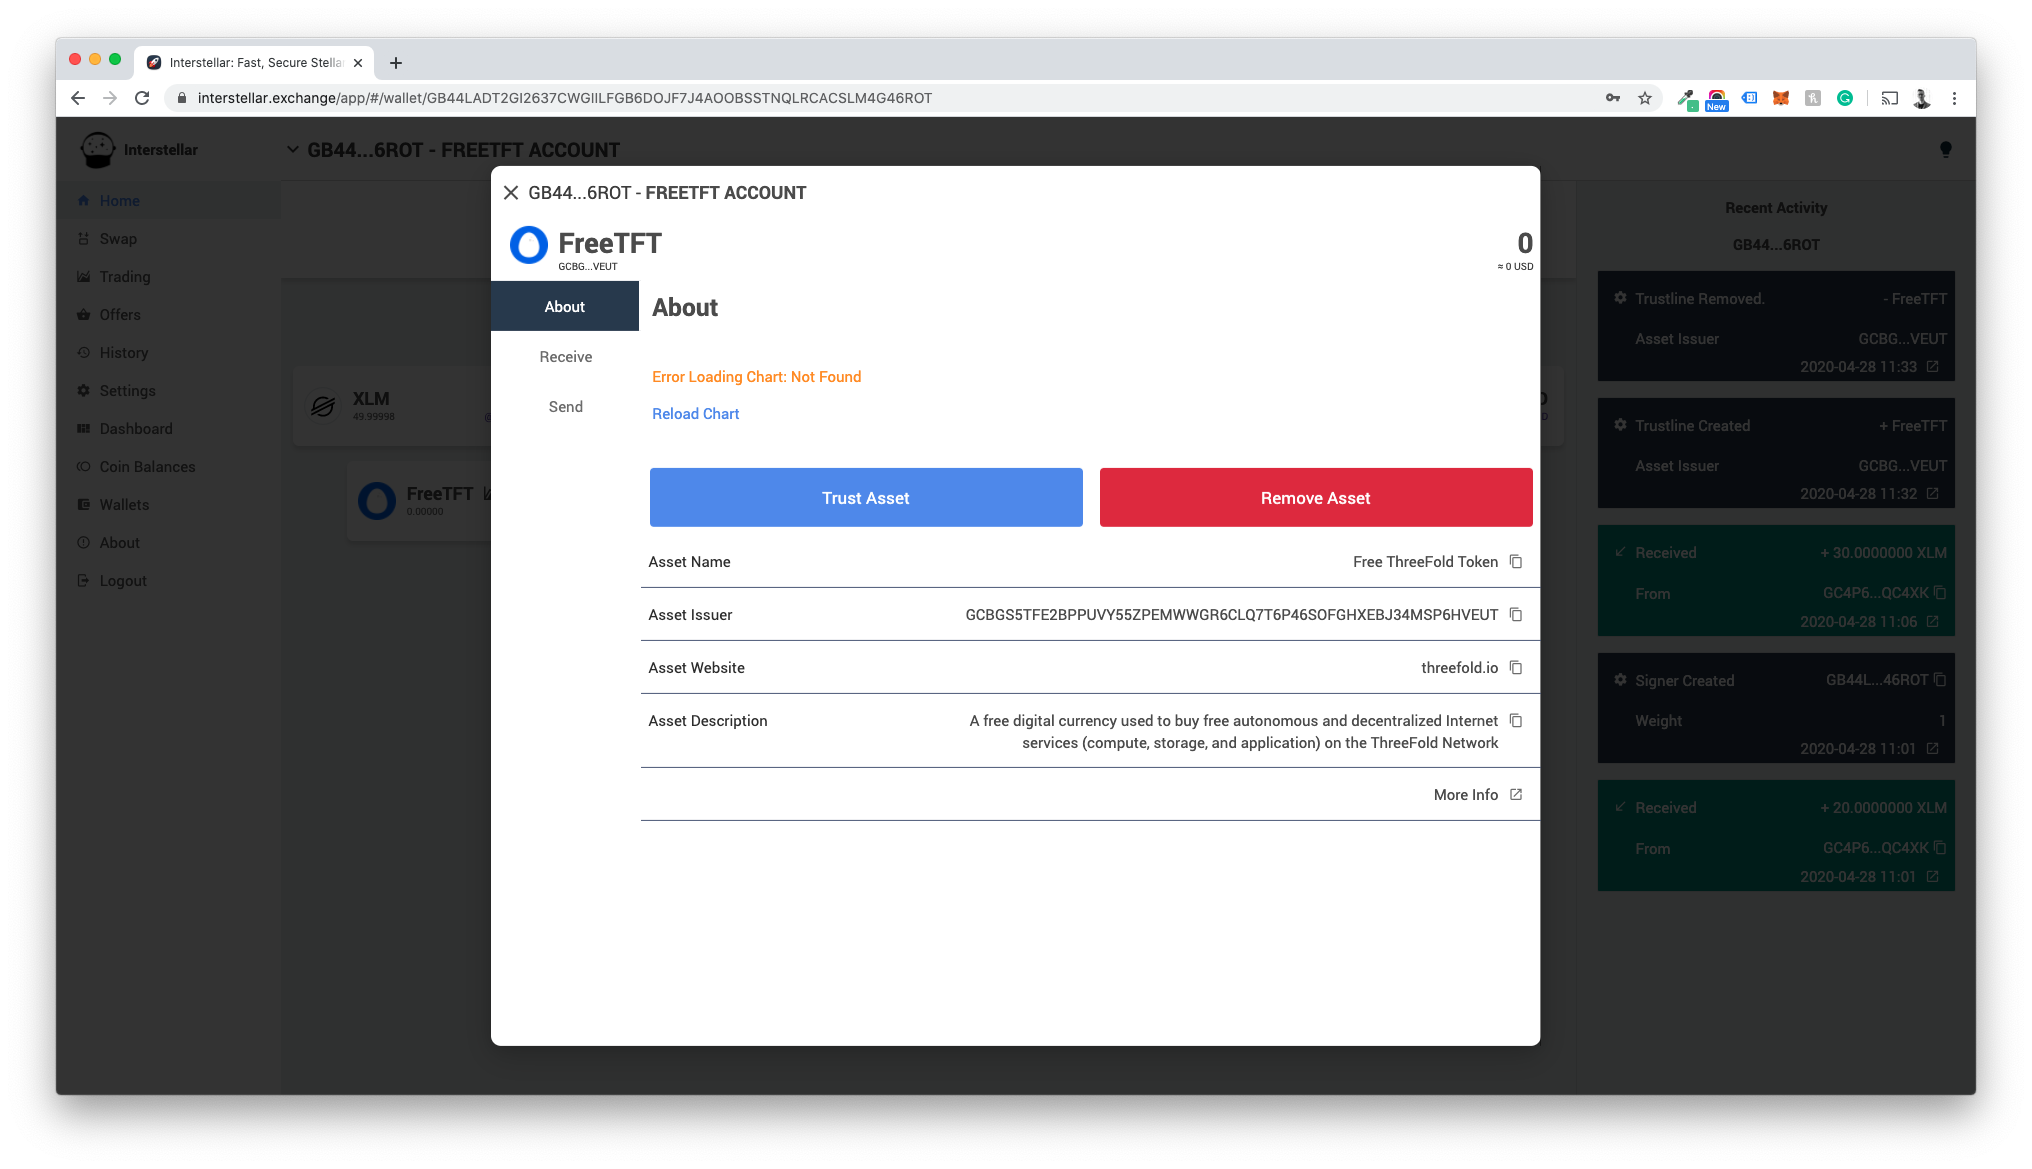 Interstellar: Fast, Secure Stella
interstellar.exchange/app/#/wallet/GB44LADT2GI2637CWGIILFGB6DOJF7J4AOOBSSTNQLRCACSLM4G46ROT
New
Interstellar
GB44...6ROT - FREETFT ACCOUNT
Home
Swap
Trading
Offers
History
Settings
Dashboard
Coin Balances
Wallets
About
Logout
XLM
49.99998
FreeTFT
0.00000
GB44...6ROT - FREETFT ACCOUNT
FreeTFT
GCBG...VEUT
0
≈ 0 USD
About
Receive
Send
About
Error Loading Chart: Not Found
Reload Chart
Trust Asset
Remove Asset
Asset Name
Free ThreeFold Token
Asset Issuer
GCBGS5TFE2BPPUVY55ZPEMWWGR6CLQ7T6P46SOFGHXEBJ34MSP6HVEUT
Asset Website
threefold.io
Asset Description
A free digital currency used to buy free autonomous and decentralized Internet
services (compute, storage, and application) on the ThreeFold Network
More Info
Recent Activity
GB44...6ROT
Trustline Removed.
- FreeTFT
Asset Issuer
GCBG...VEUT
2020-04-28 11:33
Trustline Created
+ FreeTFT
Asset Issuer
GCBG...VEUT
2020-04-28 11:32
Received
+ 30.0000000 XLM
From
GC4P6...QC4XK
2020-04-28 11:06
Signer Created
GB44L...46ROT
Weight
1
2020-04-28 11:01
Received
+ 20.0000000 XLM
From
GC4P6...QC4XK
2020-04-28 11:01